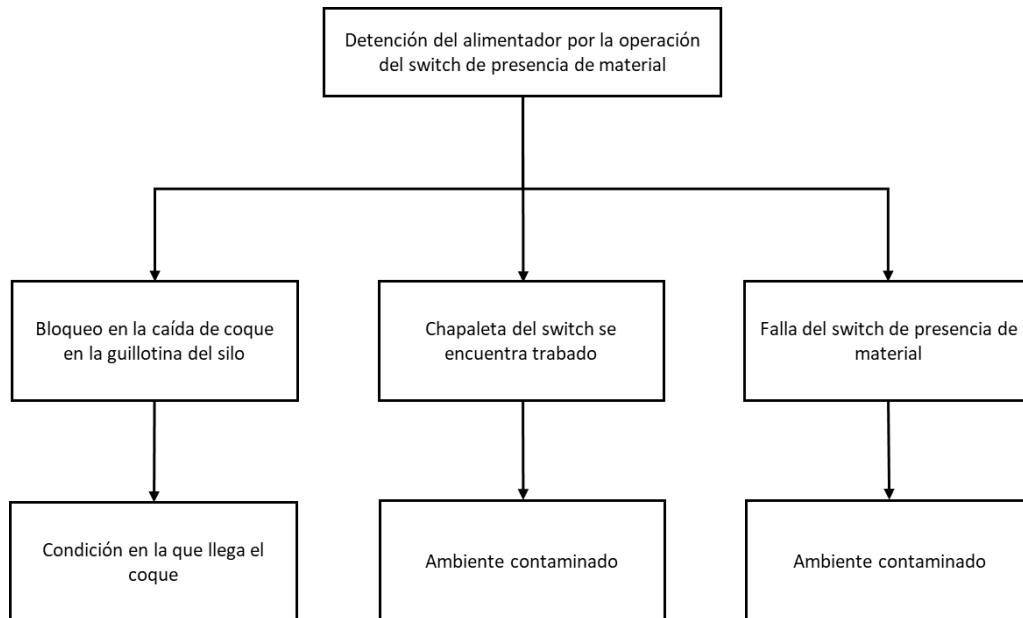 Detención del alimentador por la operación
del switch de presencia de material
Bloqueo en la caída de coque
en la guillotina del silo
Chapaleta del switch se
encuentra trabado
Falla del switch de presencia de
material
Condición en la que llega el
coque
Ambiente contaminado
Ambiente contaminado